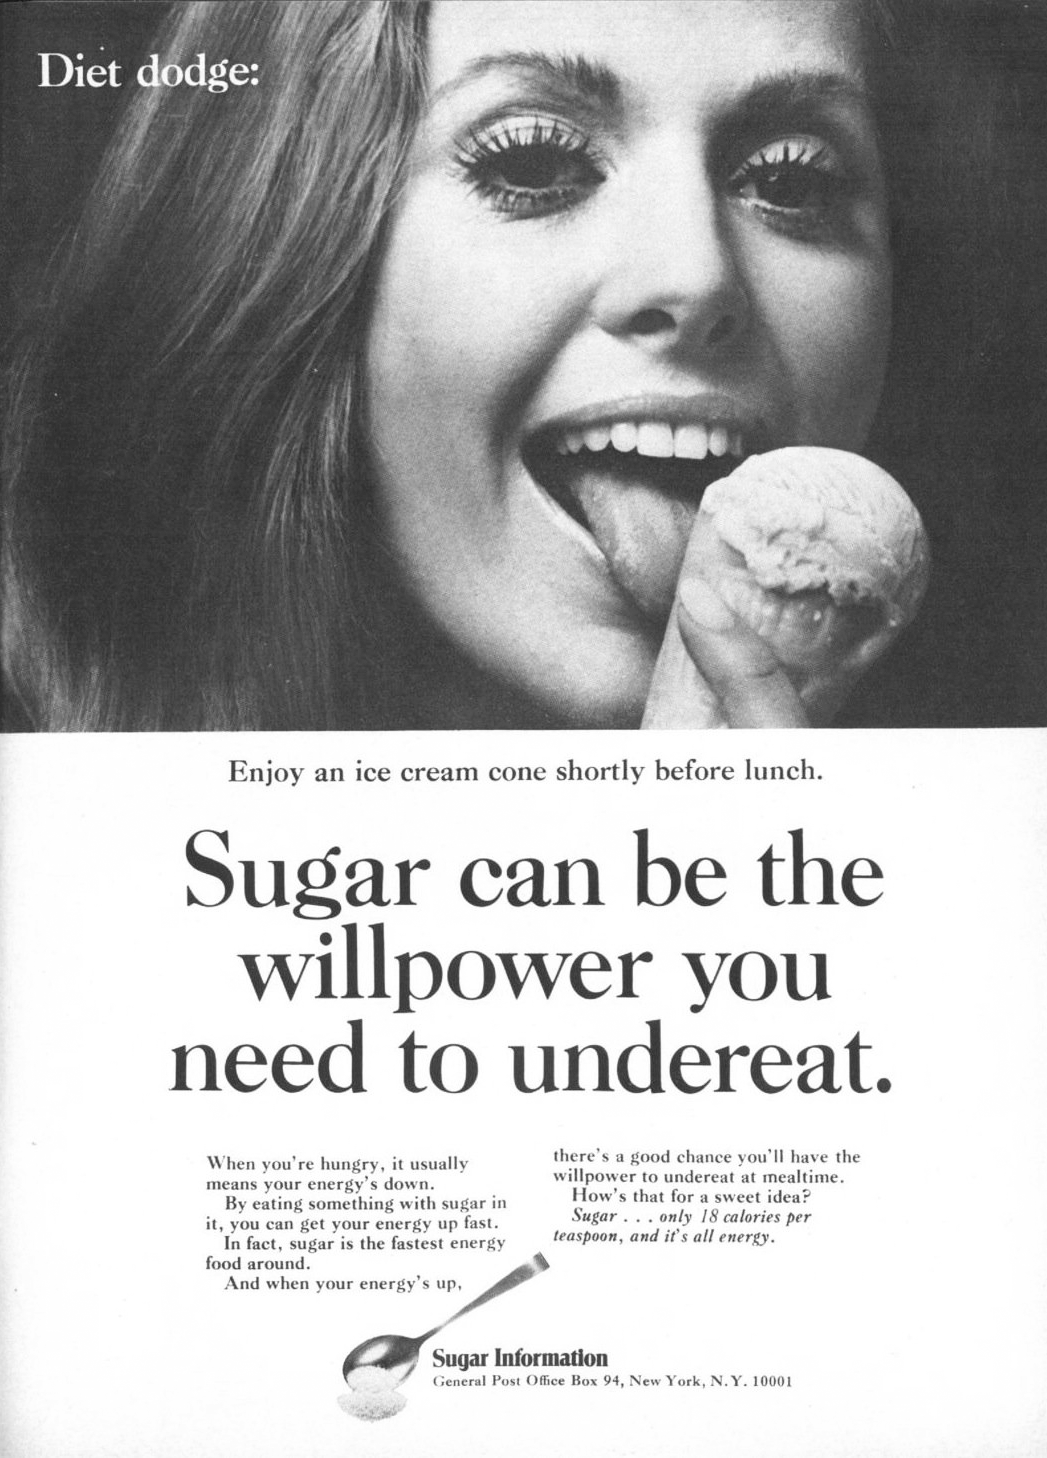 Diet dodge:
Enjoy an ice cream cone shortly before lunch.
Sugar can be the
willpower you
need to undereat.
When you're hungry, it usually
means your energy's down.
By eating something with sugar in
it, you can get your energy up fast.
In fact, sugar is the fastest energy
food around.
And when your energy's up,
there's a good chance you'll have the
willpower to undereat at mealtime.
How's that for a sweet idea?
Sugar . . . only 18 calories per
teaspoon, and it's all energy.
Sugar Information
General Post Office Box 94, New York, N.Y. 10001